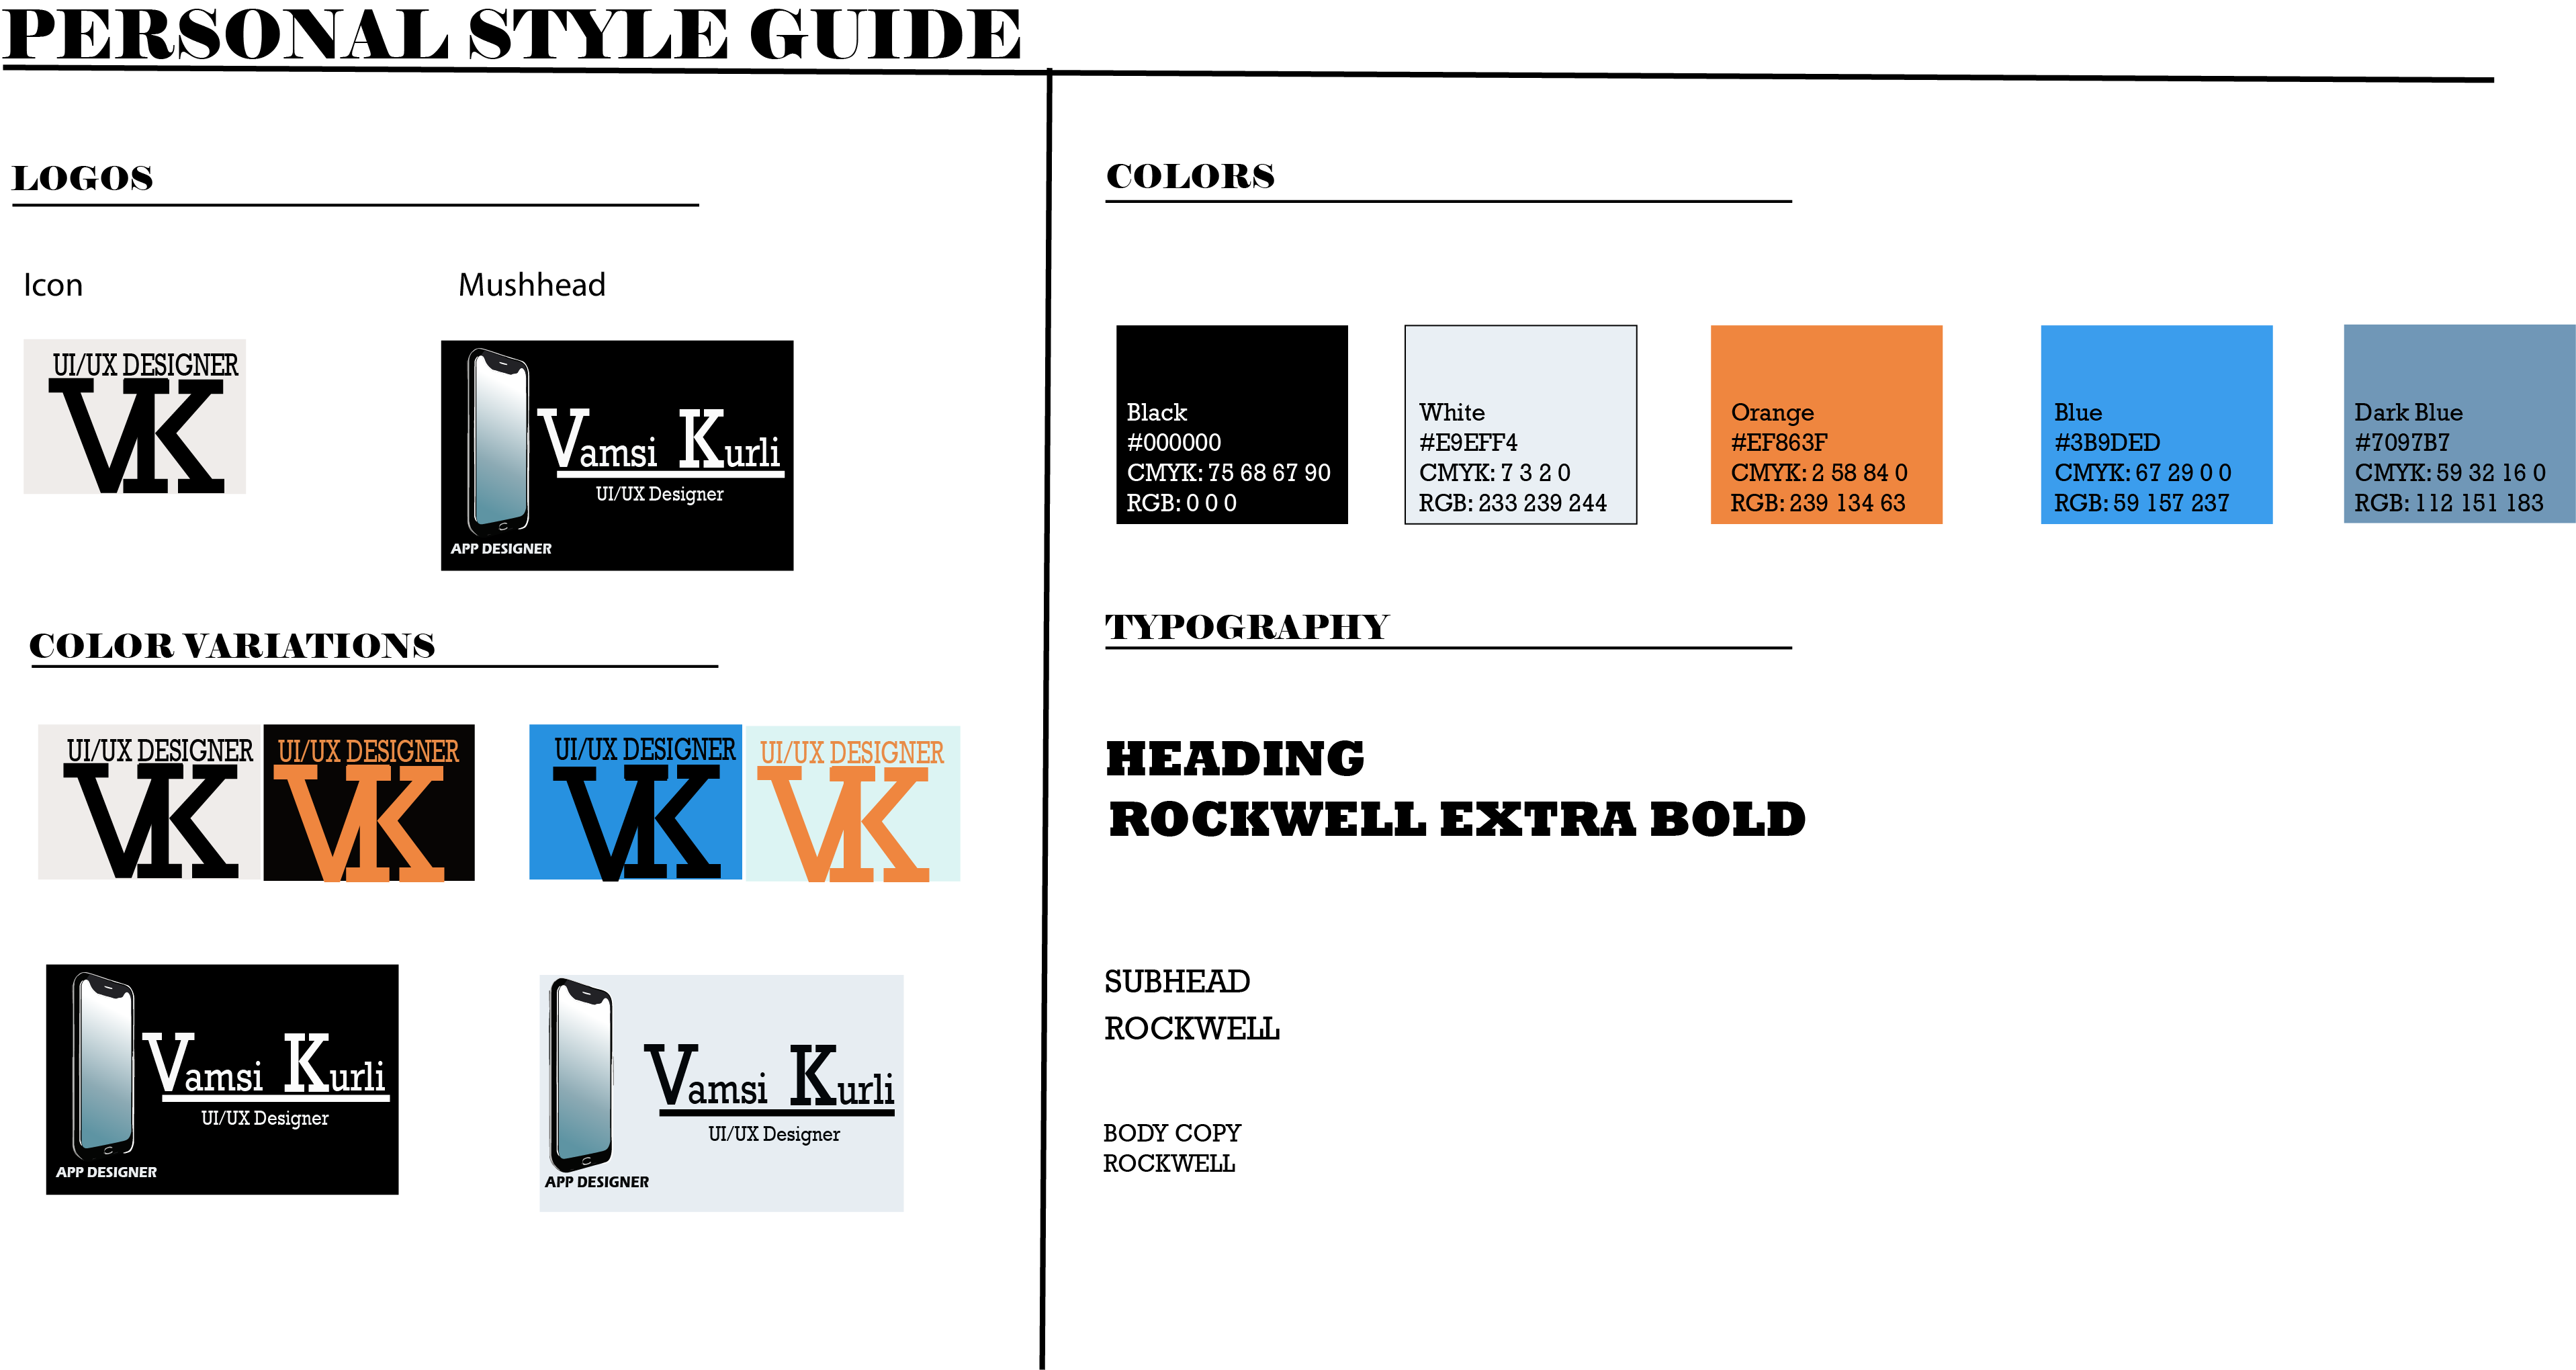 PERSONAL STYLE GUIDE
LOGOS
Icon
Mushhead
UI/UX DESIGNER
VK
Vamsi Kurli
UI/UX Designer
APP DESIGNER
COLOR VARIATIONS
UI/UX DESIGNER
VK
UI/UX DESIGNER
VK
UI/UX DESIGNER
VK
UI/UX DESIGNER
VK
Vamsi Kurli
UI/UX Designer
APP DESIGNER
Vamsi Kurli
UI/UX Designer
APP DESIGNER
COLORS
Black
#000000
CMYK: 75 68 67 90
RGB: 0 0 0
White
#E9EFF4
CMYK: 7 3 2 0
RGB: 233 239 244
Orange
#EF863F
CMYK: 2 58 84 0
RGB: 239 134 63
Blue
#3B9DED
CMYK: 67 29 0 0
RGB: 59 157 237
Dark Blue
#7097B7
CMYK: 59 32 16 0
RGB: 112 151 183
TYPOGRAPHY
HEADING
ROCKWELL EXTRA BOLD
SUBHEAD
ROCKWELL
BODY COPY
ROCKWELL